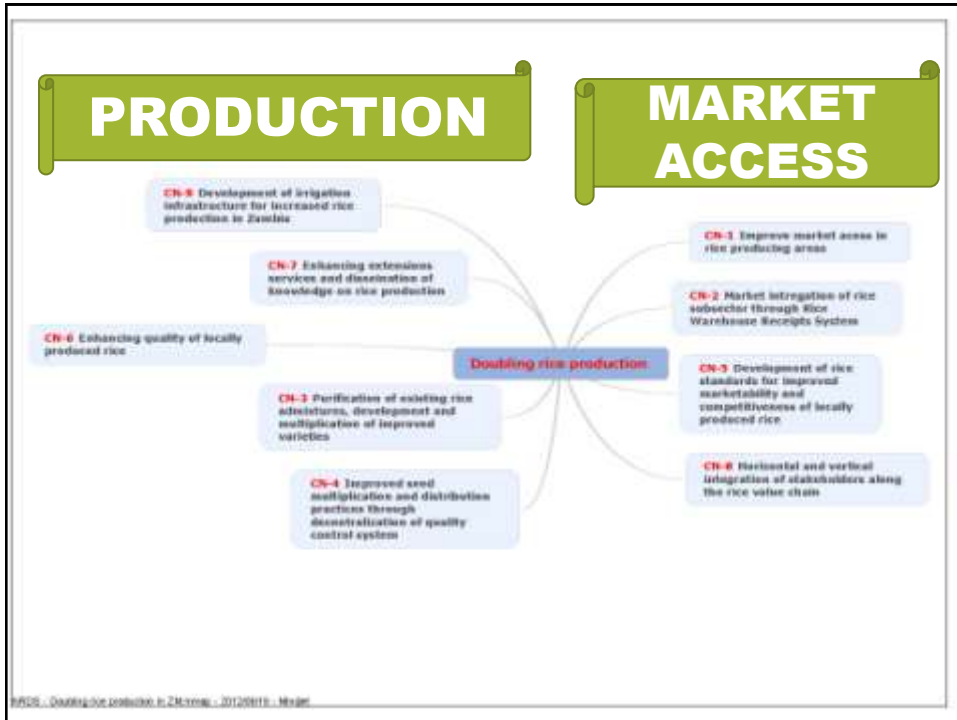 PRODUCTION
MARKET
ACCESS
CN-9 Development of irrigation
infrastructure for increased rice
production in Zambia
CN-7 Enhancing extensions
services and dissemination of
knowledge on rice production
CN-6 Enhancing quality of locally
produced rice
CN-3 Purification of existing rice
admixtures, development and
multiplication of improved
varieties
CN-4 Improved seed
multiplication and distribution
practices through
decentralization of quality
control system
Doubling rice production
CN-1 Improve market access in
rice producing areas
CN-2 Market intregation of rice
subsector through Rice
Warehouse Receipts System
CN-5 Development of rice
standards for improved
marketability and
competitiveness of locally
produced rice
CN-8 Horizontal and vertical
integration of stakeholders along
the rice value chain
Doubling rice production in